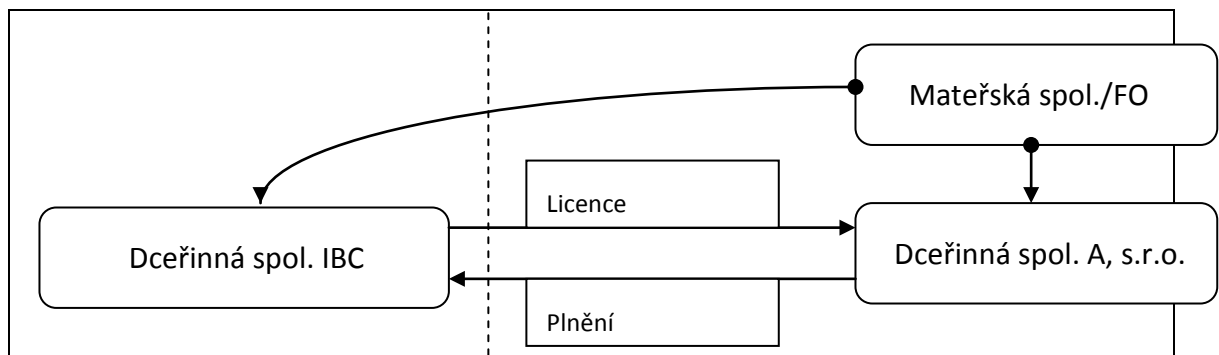 Mateřská spol./FO
Licence
Dceřinná spol. IBC
Dceřinná spol. A, s.r.o.
Plnění